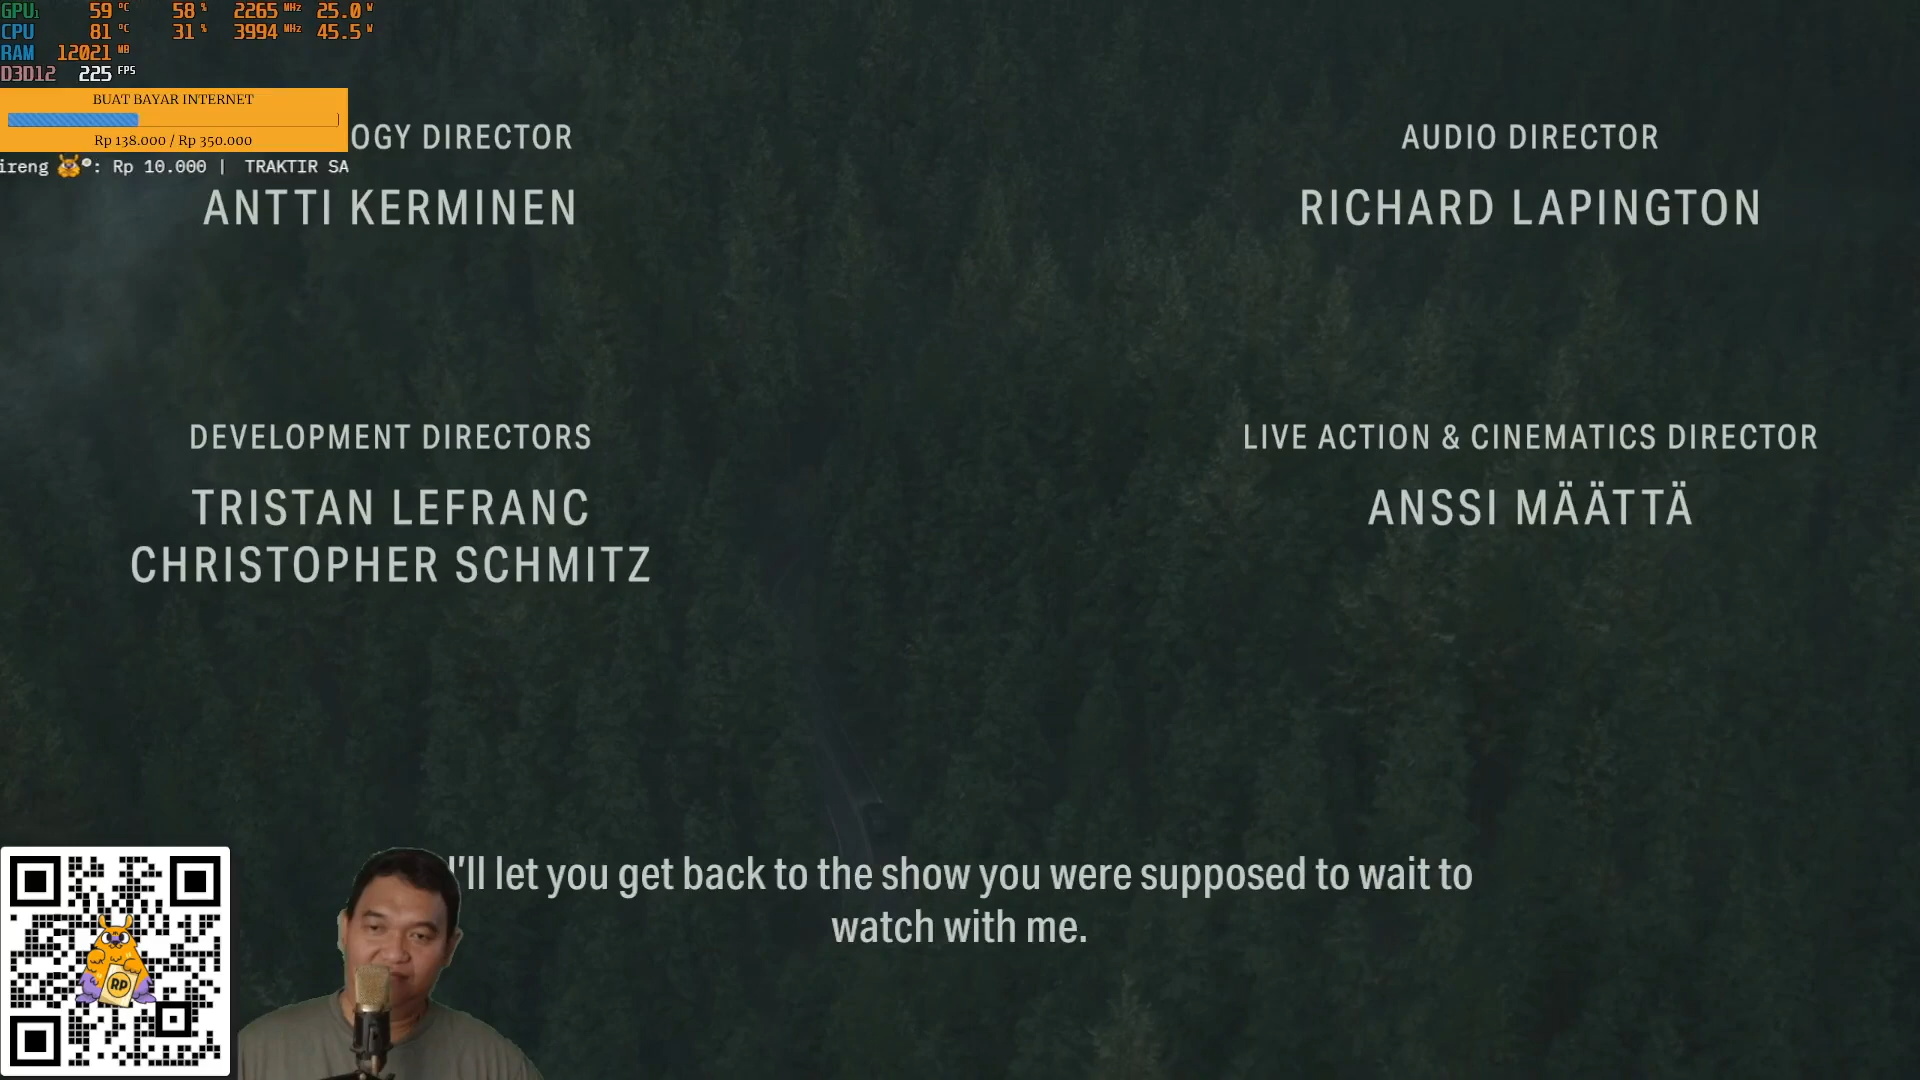 GPU1 59 °C 58 % 2265 MHz 25.0 W
CPU 81 °C 31 % 3994 MHz 45.5 W
RAM 12021 MB
D3D12 225 FPS
BUAT BAYAR INTERNET
Rp 138.000 / Rp 350.000
ireng : Rp 10.000 | TRAKTIR SA
OGY DIRECTOR
ANTTI KERMINEN
AUDIO DIRECTOR
RICHARD LAPINGTON
DEVELOPMENT DIRECTORS
TRISTAN LEFRANC
CHRISTOPHER SCHMITZ
LIVE ACTION & CINEMATICS DIRECTOR
ANSSI MÄÄTTÄ
I'll let you get back to the show you were supposed to wait to
watch with me.
RP